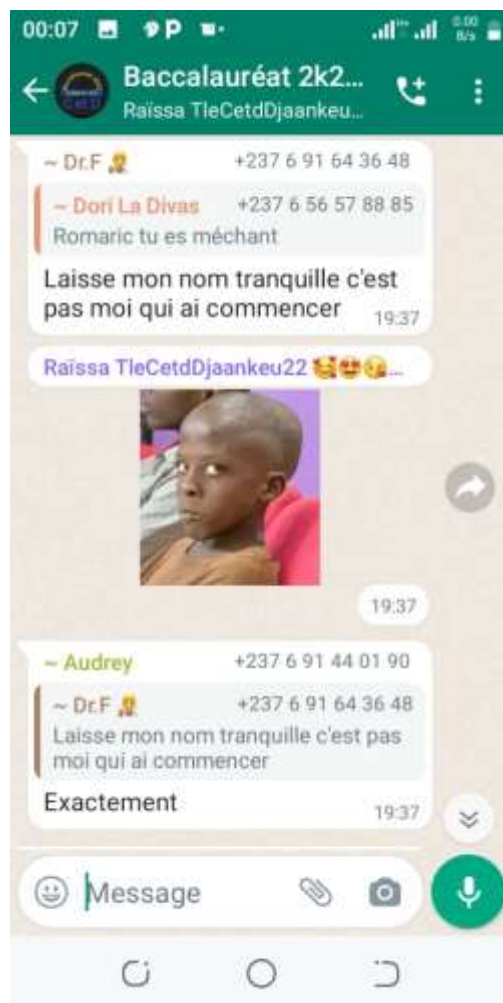 00:07
0.00
B/s
Baccalauréat 2k2...
Raïssa TleCetdDjaankeu...
~ Dr.F +237 6 91 64 36 48
~ Dori La Divas +237 6 56 57 88 85
Romaric tu es méchant
Laisse mon nom tranquille c'est
pas moi qui ai commencer
19:37
Raïssa TleCetdDjaankeu22 🥰😍😘...
19:37
~ Audrey +237 6 91 44 01 90
~ Dr.F +237 6 91 64 36 48
Laisse mon nom tranquille c'est pas
moi qui ai commencer
Exactement
19:37
Message